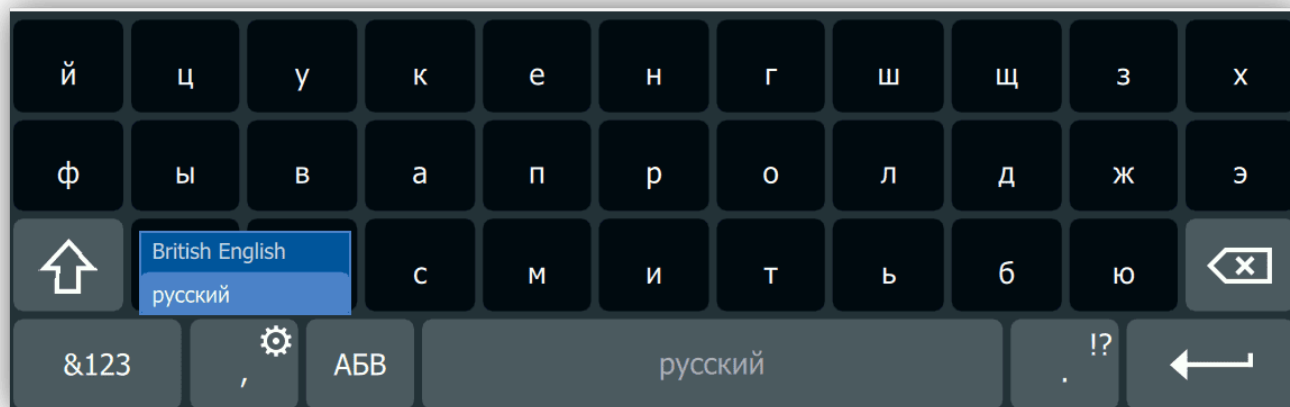 й ц у к е н г ш щ з х
ф ы в а п р о л д ж э
British English
русский
с м и т ь б ю
&123 , АБВ русский . !?